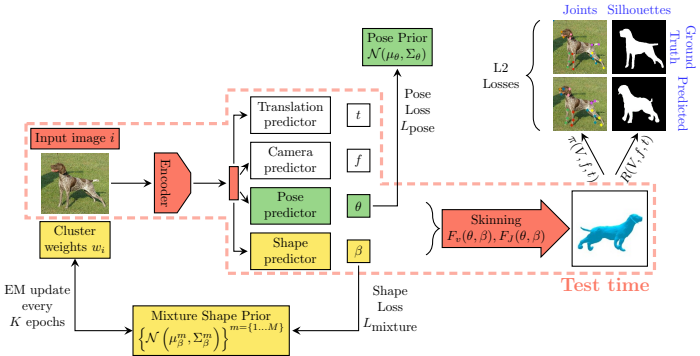 Joints Silhouettes
Ground
Truth
Predicted
L2
Losses
π(V, f, t)
R(V, f, t)
Pose Prior
𝒩(μ_θ, Σ_θ)
Pose
Loss
L_pose
Input image i
Encoder
Translation
predictor
t
Camera
predictor
f
Pose
predictor
θ
Shape
predictor
β
Skinning
F_v(θ, β), F_J(θ, β)
Test time
Cluster
weights w_i
EM update
every
K epochs
Mixture Shape Prior
{𝒩(μ_β^m, Σ_β^m)}^{m={1...M}}
Shape
Loss
L_mixture